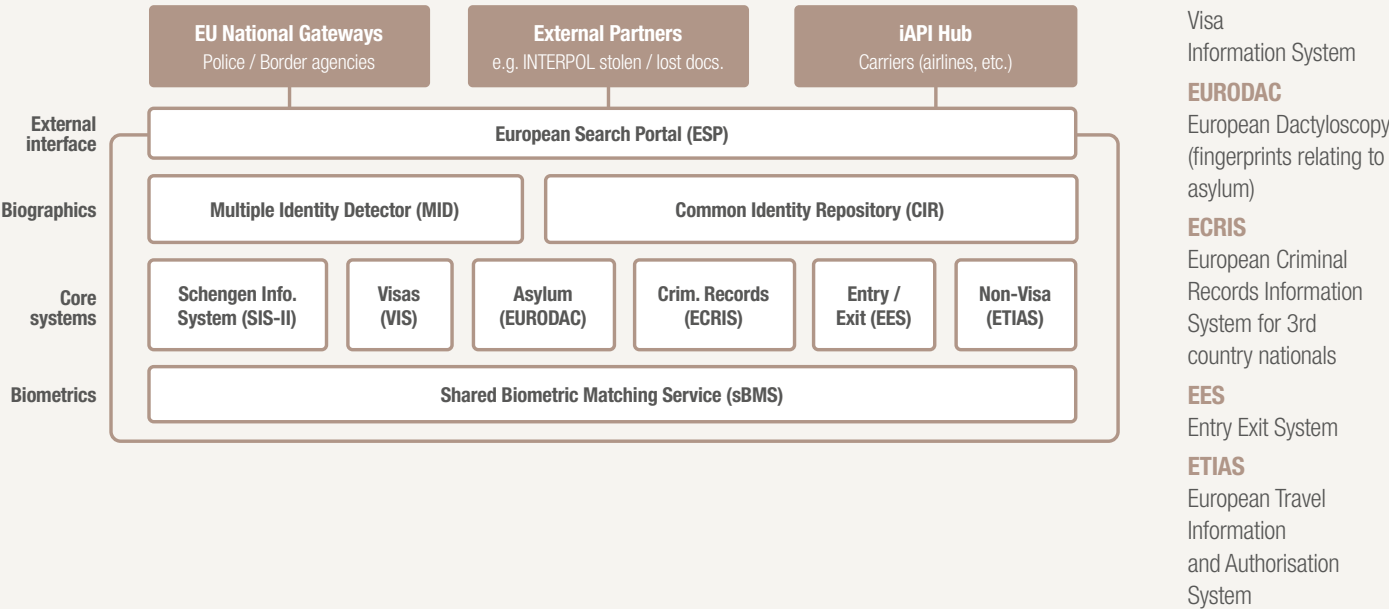 EU National Gateways
Police / Border agencies
External Partners
e.g. INTERPOL stolen / lost docs.
iAPI Hub
Carriers (airlines, etc.)
External
interface
European Search Portal (ESP)
Biographics
Multiple Identity Detector (MID)
Common Identity Repository (CIR)
Core
systems
Schengen Info.
System (SIS-II)
Visas
(VIS)
Asylum
(EURODAC)
Crim. Records
(ECRIS)
Entry /
Exit (EES)
Non-Visa
(ETIAS)
Biometrics
Shared Biometric Matching Service (sBMS)
Visa
Information System
EURODAC
European Dactyloscopy
(fingerprints relating to
asylum)
ECRIS
European Criminal
Records Information
System for 3rd
country nationals
EES
Entry Exit System
ETIAS
European Travel
Information
and Authorisation
System